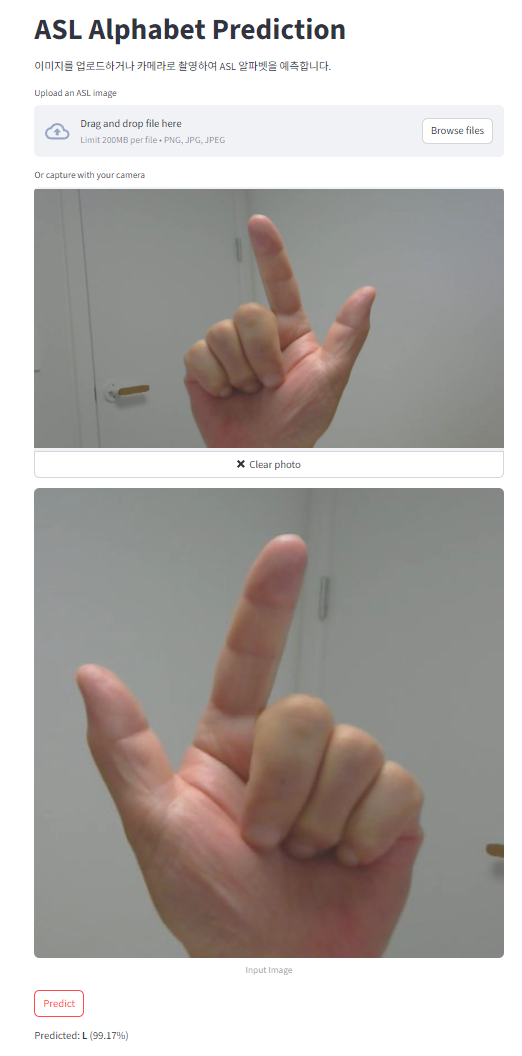 ASL Alphabet Prediction
이미지를 업로드하거나 카메라로 촬영하여 ASL 알파벳을 예측합니다.
Upload an ASL image
Drag and drop file here
Limit 200MB per file • PNG, JPG, JPEG
Browse files
Or capture with your camera
✖ Clear photo
Input Image
Predict
Predicted: L (99.17%)